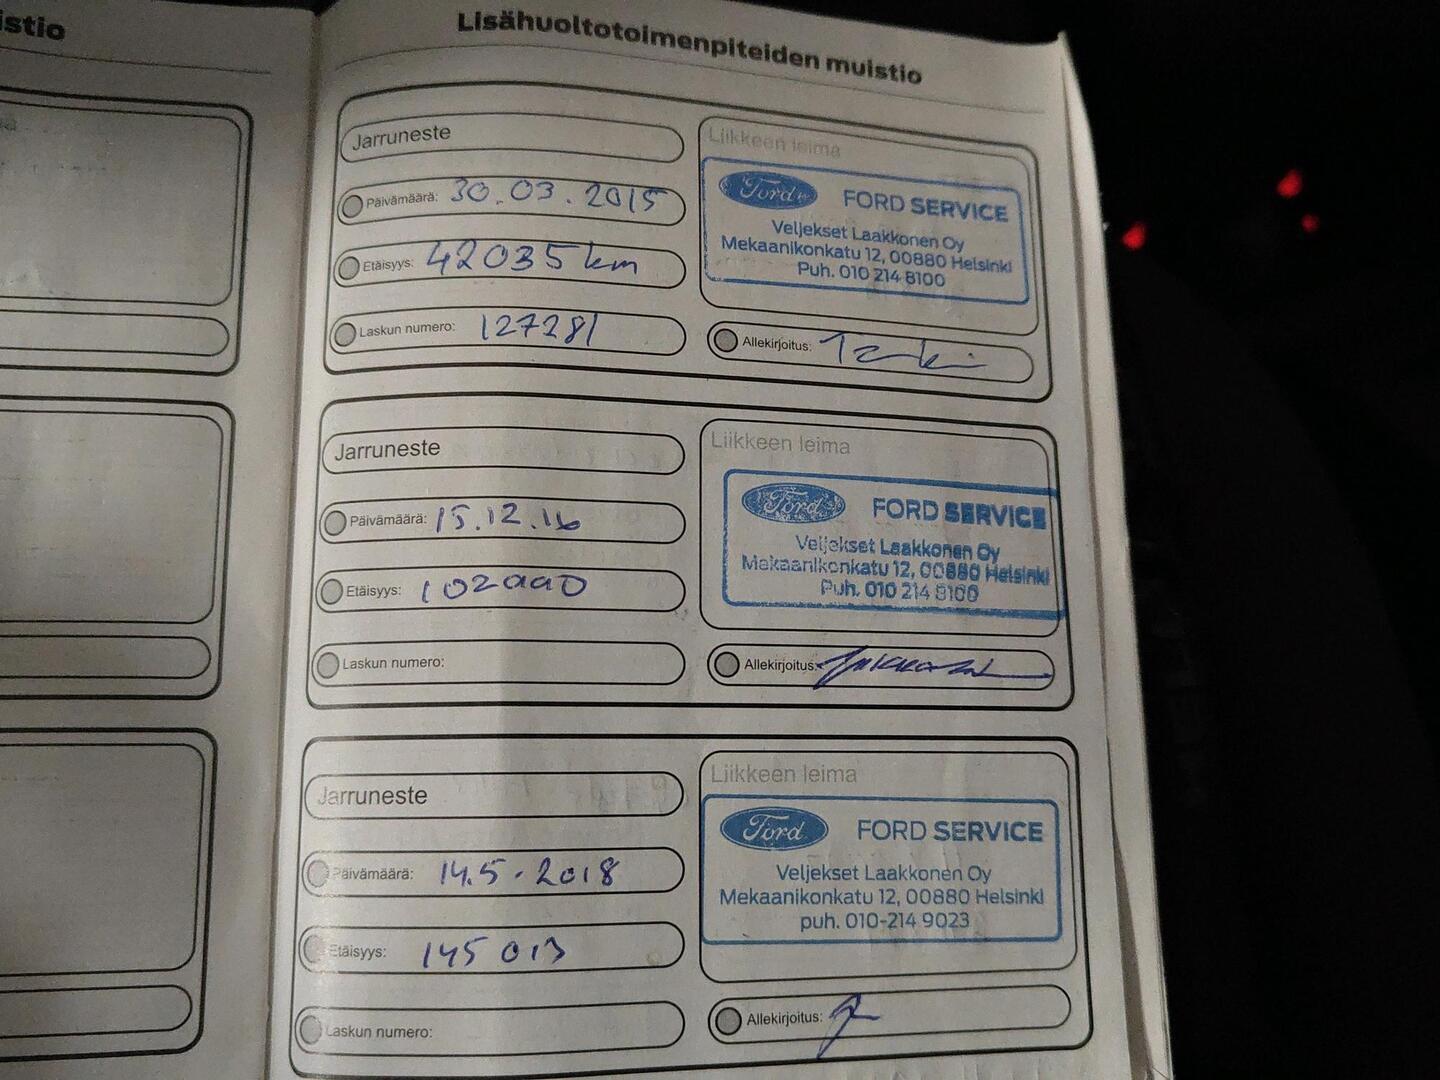 istio
Lisähuoltotoimenpiteiden muistio
Jarruneste
Päivämäärä: 30.03.2015
Etäisyys: 42035 km
Laskun numero: 127281
Liikkeen leima
Ford FORD SERVICE
Veljekset Laakkonen Oy
Mekaanikonkatu 12, 00880 Helsinki
Puh. 010 214 8100
Allekirjoitus:
Jarruneste
Päivämäärä: 15.12.16
Etäisyys:
Laskun numero:
Liikkeen leima
Ford FORD SERVICE
Veljekset Laakkonen Oy
Mekaanikonkatu 12, 00880 Helsinki
Puh. 010 214 8100
Allekirjoitus:
Jarruneste
Päivämäärä: 14.5.2018
Etäisyys: 145 013
Laskun numero:
Liikkeen leima
Ford FORD SERVICE
Veljekset Laakkonen Oy
Mekaanikonkatu 12, 00880 Helsinki
puh. 010-214 9023
Allekirjoitus: